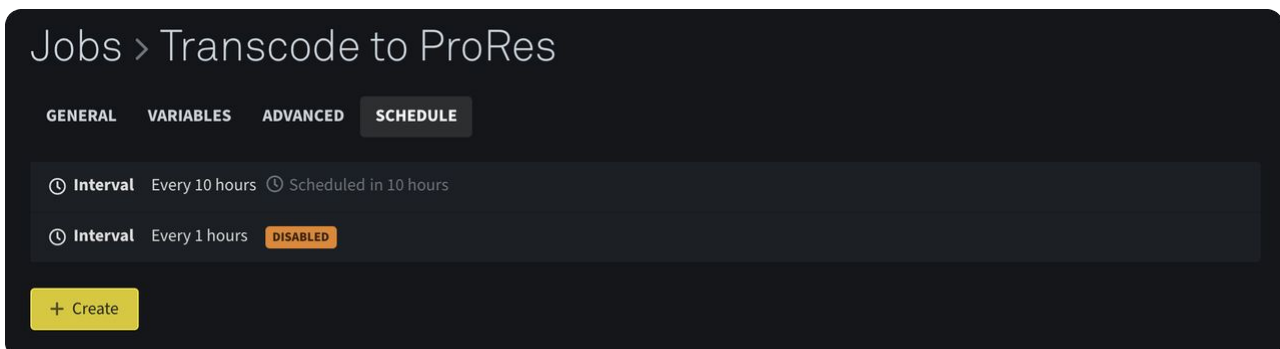 Jobs > Transcode to ProRes
GENERAL VARIABLES ADVANCED SCHEDULE
Interval Every 10 hours Scheduled in 10 hours
Interval Every 1 hours DISABLED
+ Create